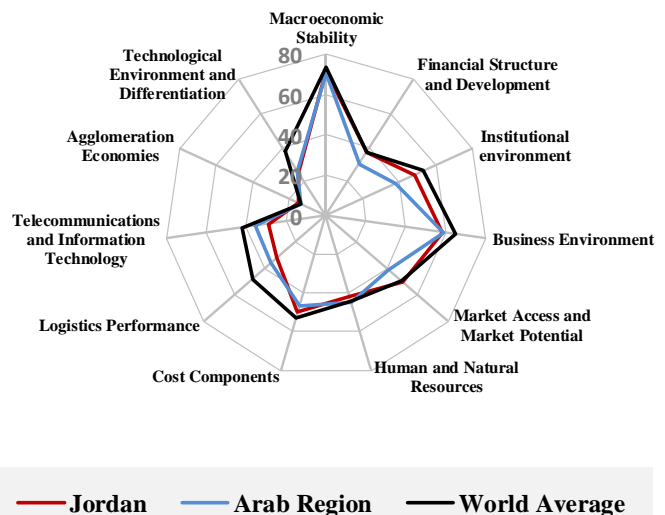 Macroeconomic
Stability
Financial Structure
and Development
Institutional
environment
Business Environment
Market Access and
Market Potential
Human and Natural
Resources
Cost Components
Logistics Performance
Telecommunications
and Information
Technology
Agglomeration
Economies
Technological
Environment and
Differentiation
80
60
40
20
0
Jordan
Arab Region
World Average